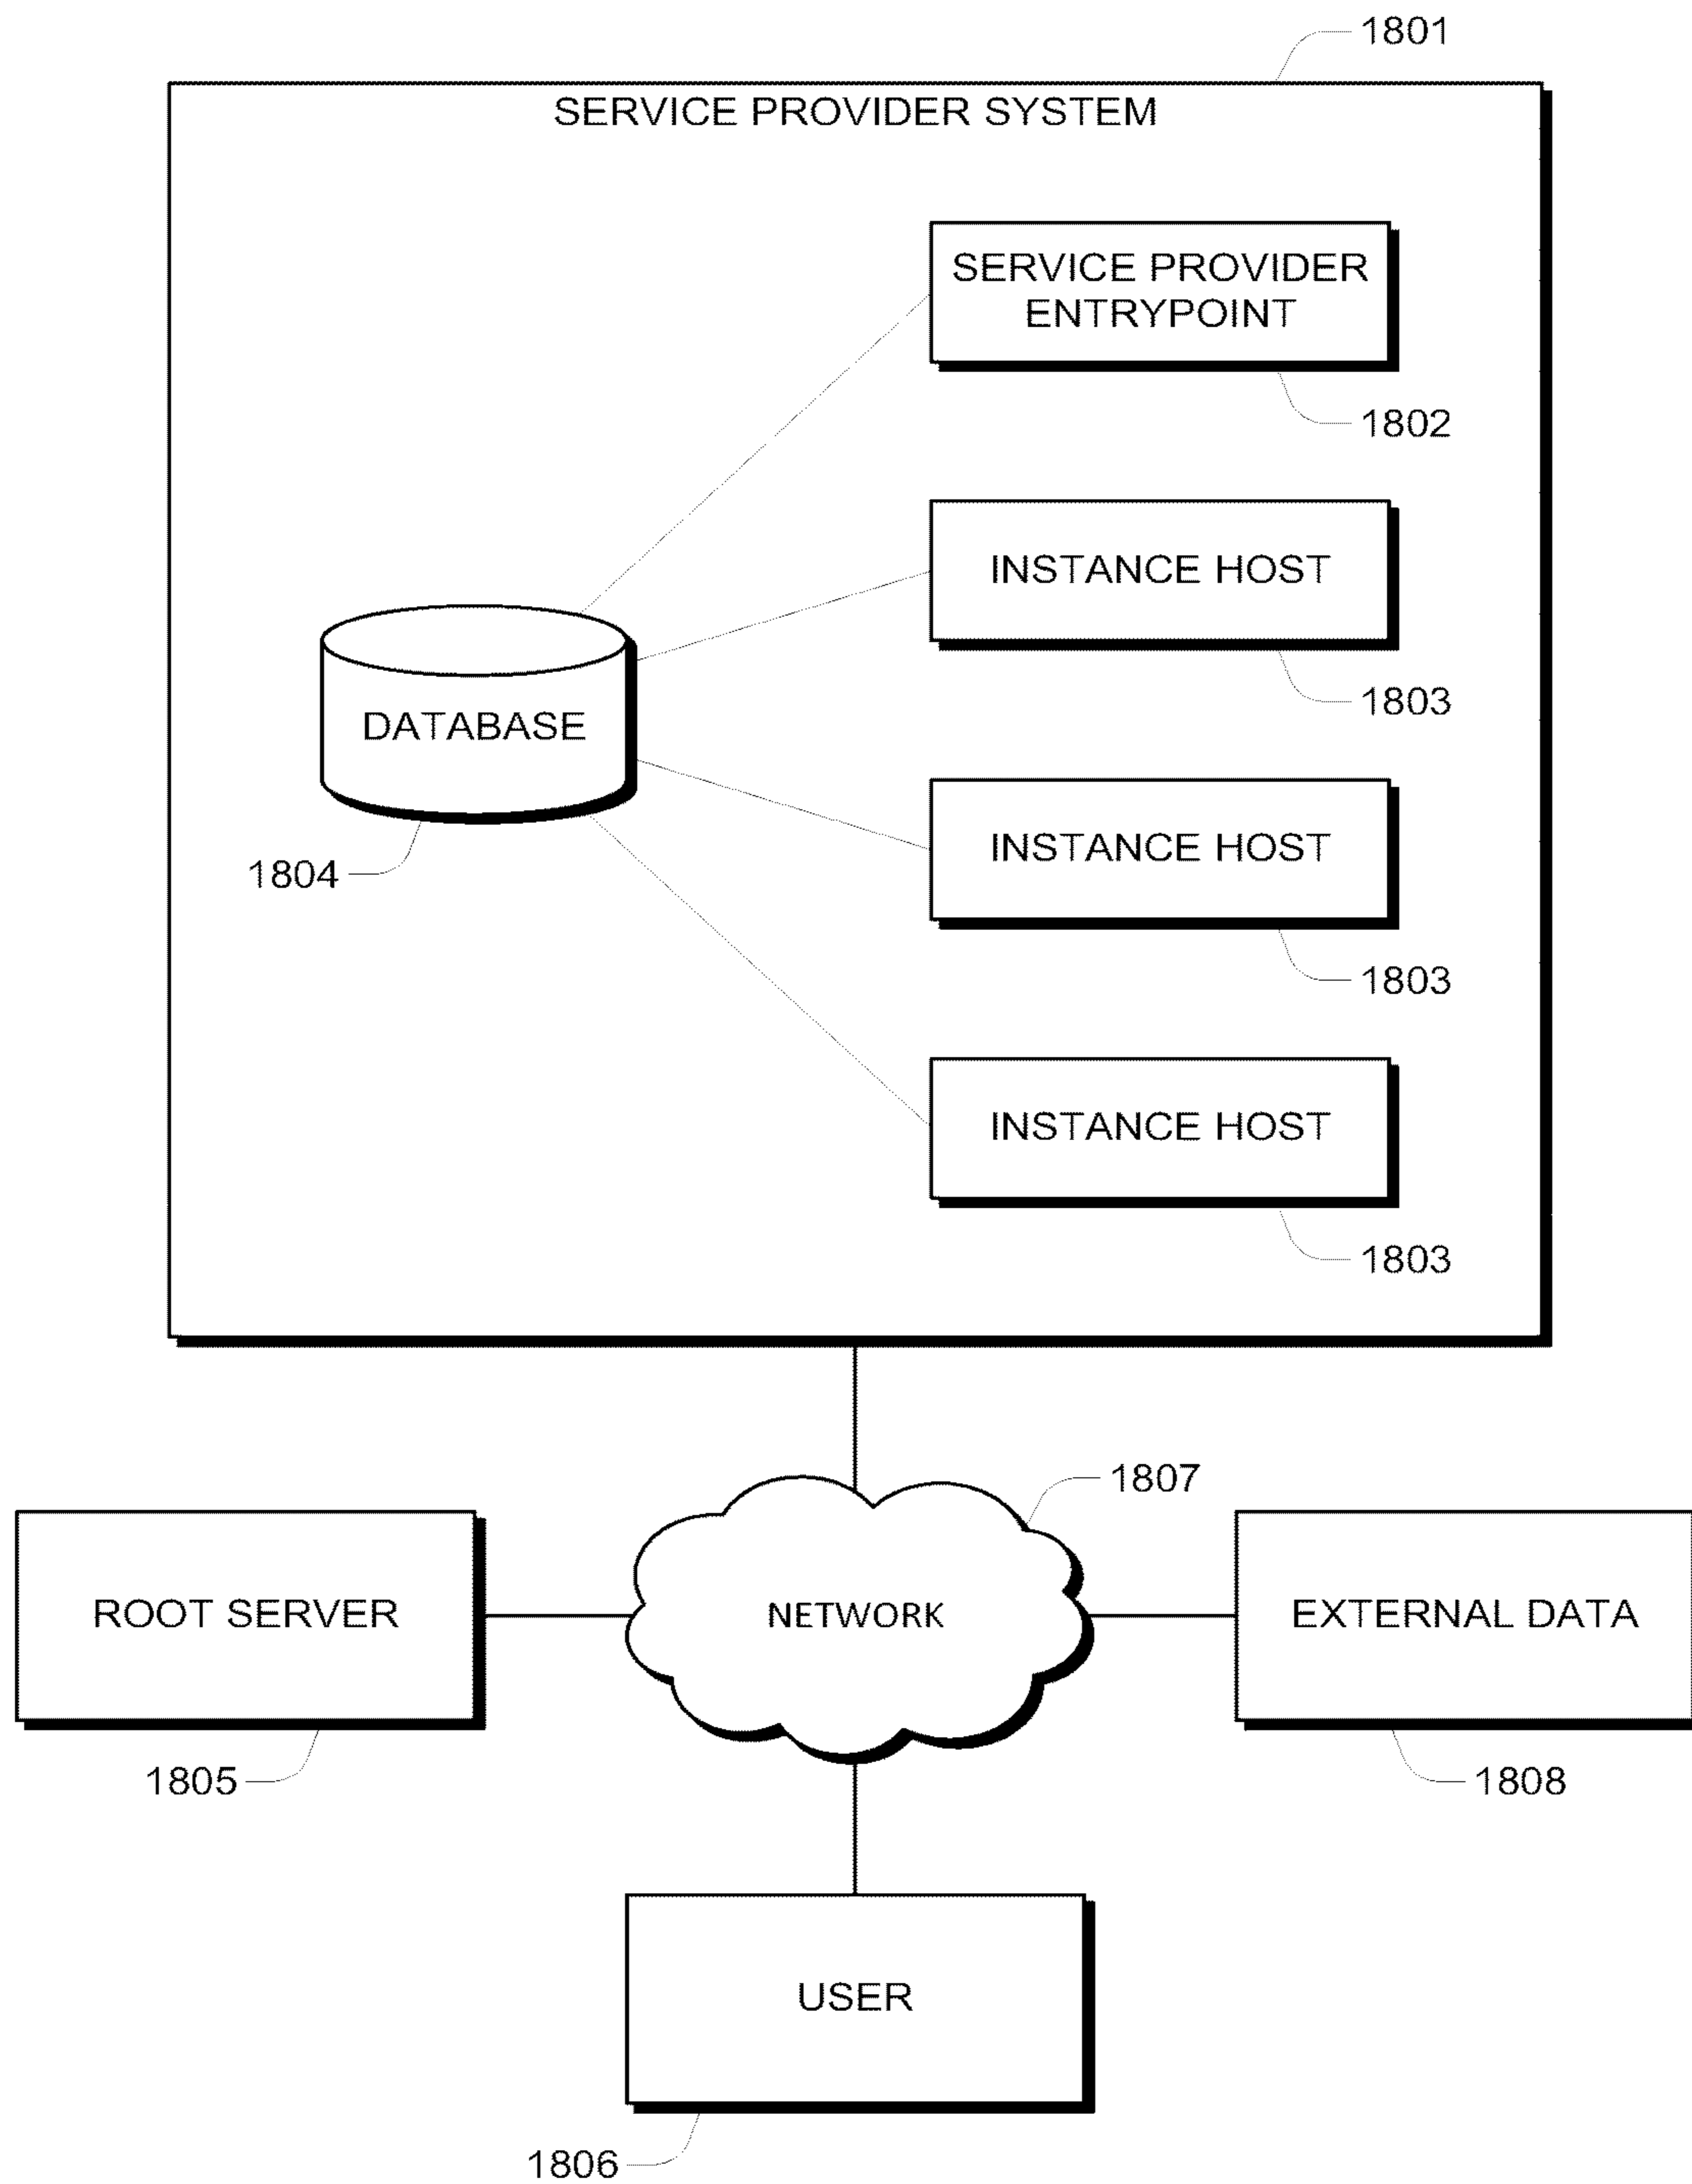 1801
SERVICE PROVIDER SYSTEM
SERVICE PROVIDER
ENTRYPOINT
1802
INSTANCE HOST
1803
DATABASE
1804
INSTANCE HOST
1803
INSTANCE HOST
1803
1807
ROOT SERVER
NETWORK
EXTERNAL DATA
1805
1808
USER
1806